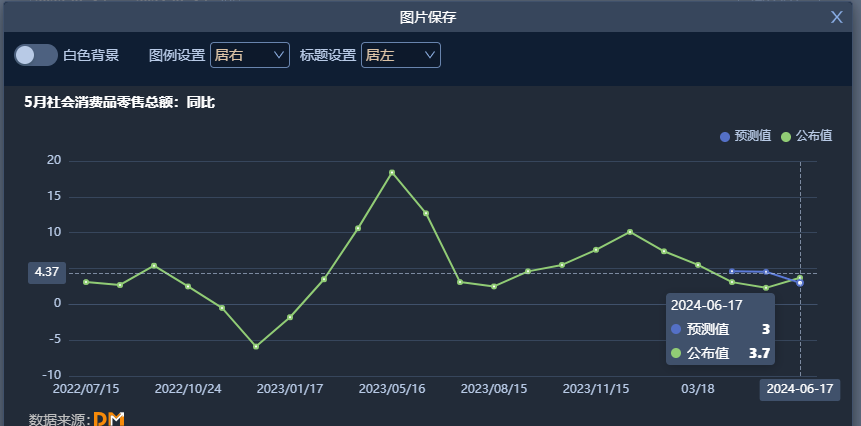 图片保存
X
白色背景 图例设置 居右 标题设置 居左
5月社会消费品零售总额：同比
预测值 公布值
20
15
10
4.37
0
-5
-10
2024-06-17
预测值 3
公布值 3.7
2022/07/15 2022/10/24 2023/01/17 2023/05/16 2023/08/15 2023/11/15 03/18 2024-06-17
数据来源：DM